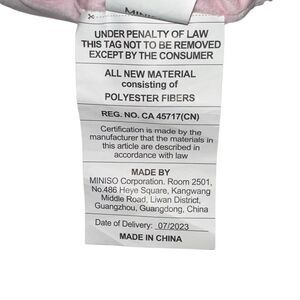 UNDER PENALTY OF LAW
THIS TAG NOT TO BE REMOVED
EXCEPT BY THE CONSUMER
ALL NEW MATERIAL
consisting of
POLYESTER FIBERS
REG. NO. CA 45717(CN)
Certification is made by the
manufacturer that the materials in
this article are described in
accordance with law
MADE BY
MINISO Corporation. Room 2501,
No.486 Heye Square, Kangwang
Middle Road, Liwan District,
Guangzhou, Guangdong, China
Date of Delivery: 07/2023
MADE IN CHINA